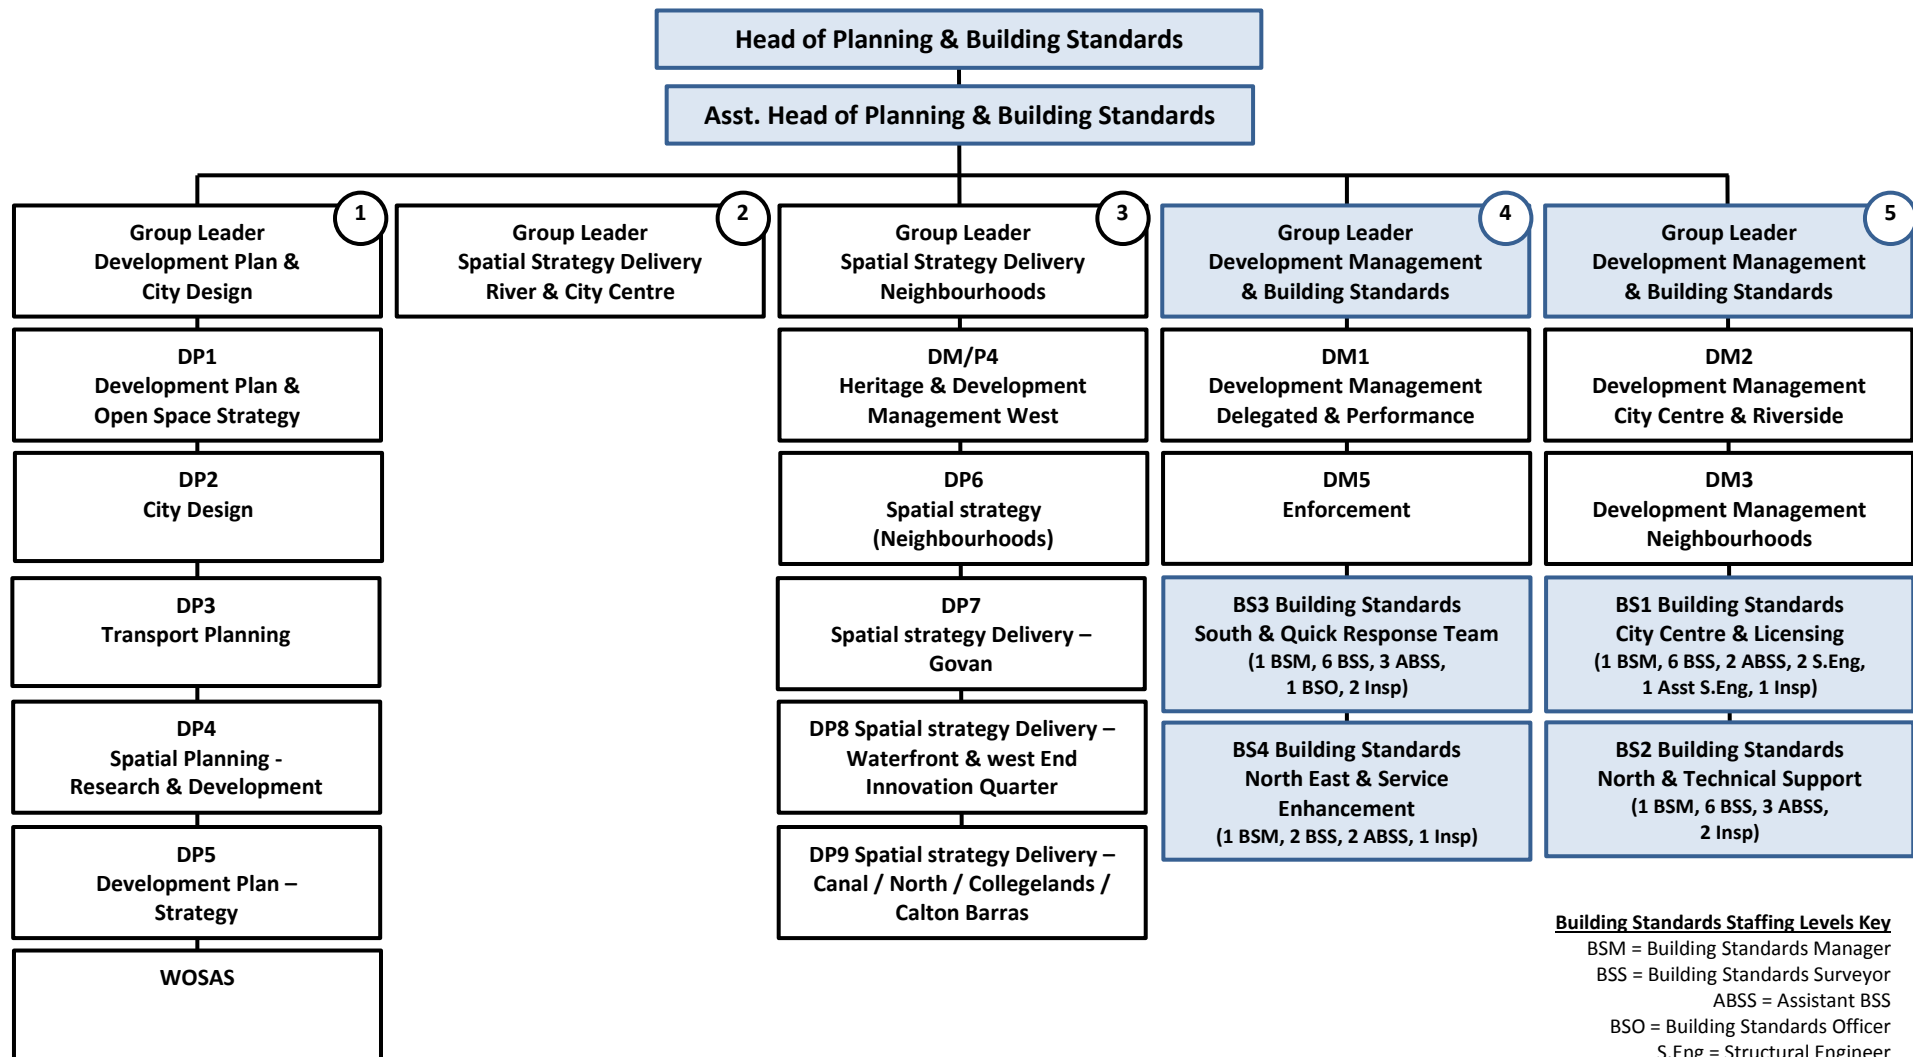 Head of Planning & Building Standards
Asst. Head of Planning & Building Standards
1
Group Leader
Development Plan &
City Design
DP1
Development Plan &
Open Space Strategy
DP2
City Design
DP3
Transport Planning
DP4
Spatial Planning -
Research & Development
DP5
Development Plan –
Strategy
WOSAS
2
Group Leader
Spatial Strategy Delivery
River & City Centre
3
Group Leader
Spatial Strategy Delivery
Neighbourhoods
DM/P4
Heritage & Development
Management West
DP6
Spatial strategy
(Neighbourhoods)
DP7
Spatial strategy Delivery –
Govan
DP8 Spatial strategy Delivery –
Waterfront & west End
Innovation Quarter
DP9 Spatial strategy Delivery –
Canal / North / Collegelands /
Calton Barras
4
Group Leader
Development Management
& Building Standards
DM1
Development Management
Delegated & Performance
DM5
Enforcement
BS3 Building Standards
South & Quick Response Team
(1 BSM, 6 BSS, 3 ABSS,
1 BSO, 2 Insp)
BS4 Building Standards
North East & Service
Enhancement
(1 BSM, 2 BSS, 2 ABSS, 1 Insp)
5
Group Leader
Development Management
& Building Standards
DM2
Development Management
City Centre & Riverside
DM3
Development Management
Neighbourhoods
BS1 Building Standards
City Centre & Licensing
(1 BSM, 6 BSS, 2 ABSS, 2 S.Eng,
1 Asst S.Eng, 1 Insp)
BS2 Building Standards
North & Technical Support
(1 BSM, 6 BSS, 3 ABSS,
2 Insp)
Building Standards Staffing Levels Key
BSM = Building Standards Manager
BSS = Building Standards Surveyor
ABSS = Assistant BSS
BSO = Building Standards Officer
S.Eng = Structural Engineer